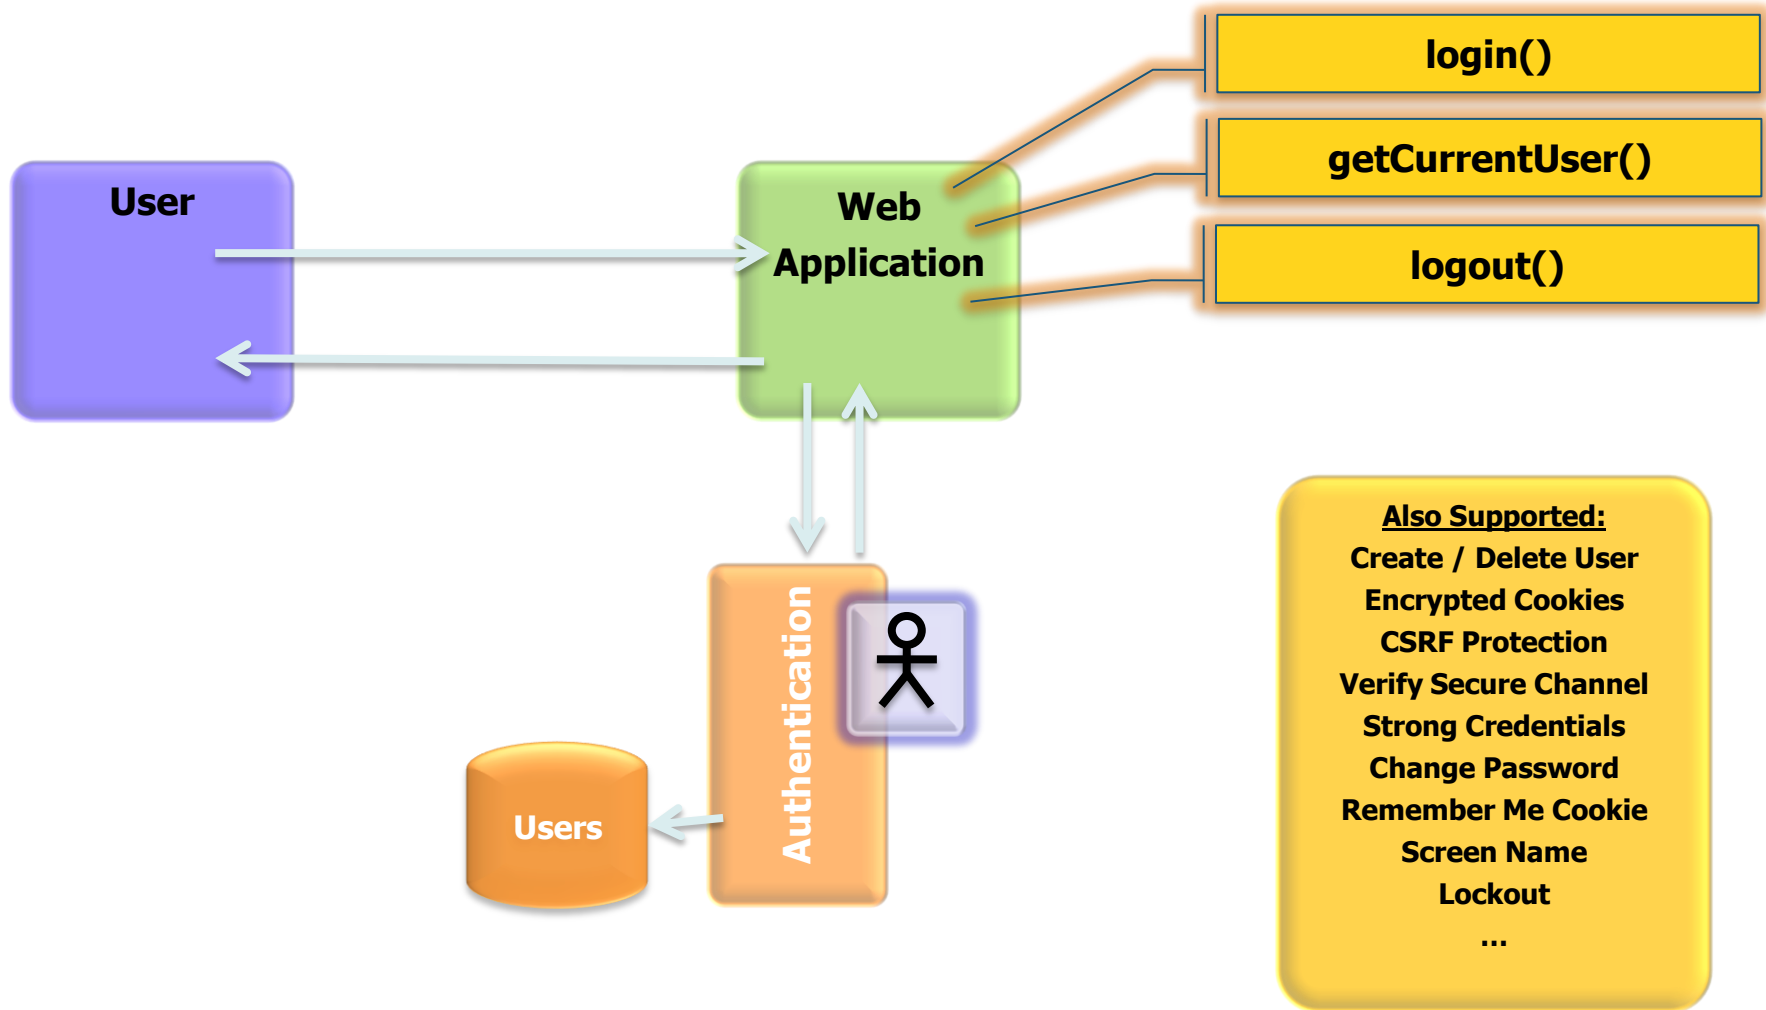 login()
getCurrentUser()
logout()
User
Web
Application
Authentication
Users
Also Supported:
Create / Delete User
Encrypted Cookies
CSRF Protection
Verify Secure Channel
Strong Credentials
Change Password
Remember Me Cookie
Screen Name
Lockout
...